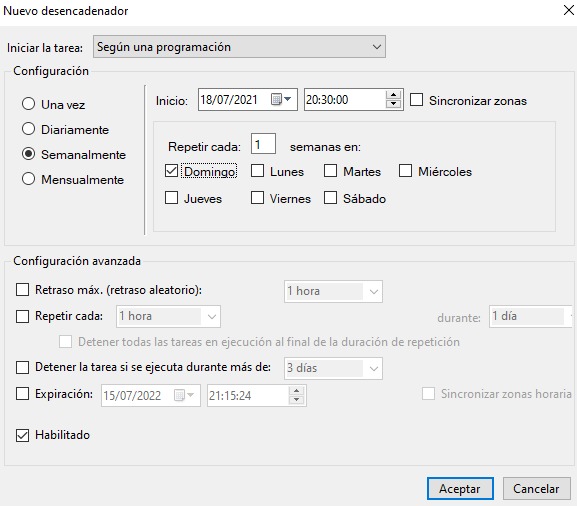 Nuevo desencadenador
Iniciar la tarea: Según una programación
Configuración
Una vez
Diariamente
Semanalmente
Mensualmente
Inicio: 18/07/2021 20:30:00 Sincronizar zonas
Repetir cada: 1 semanas en:
Domingo Lunes Martes Miércoles
Jueves Viernes Sábado
Configuración avanzada
Retraso máx. (retraso aleatorio): 1 hora
Repetir cada: 1 hora durante: 1 día
Detener todas las tareas en ejecución al final de la duración de repetición
Detener la tarea si se ejecuta durante más de: 3 días
Expiración: 15/07/2022 21:15:24 Sincronizar zonas horaria
Habilitado
Aceptar Cancelar